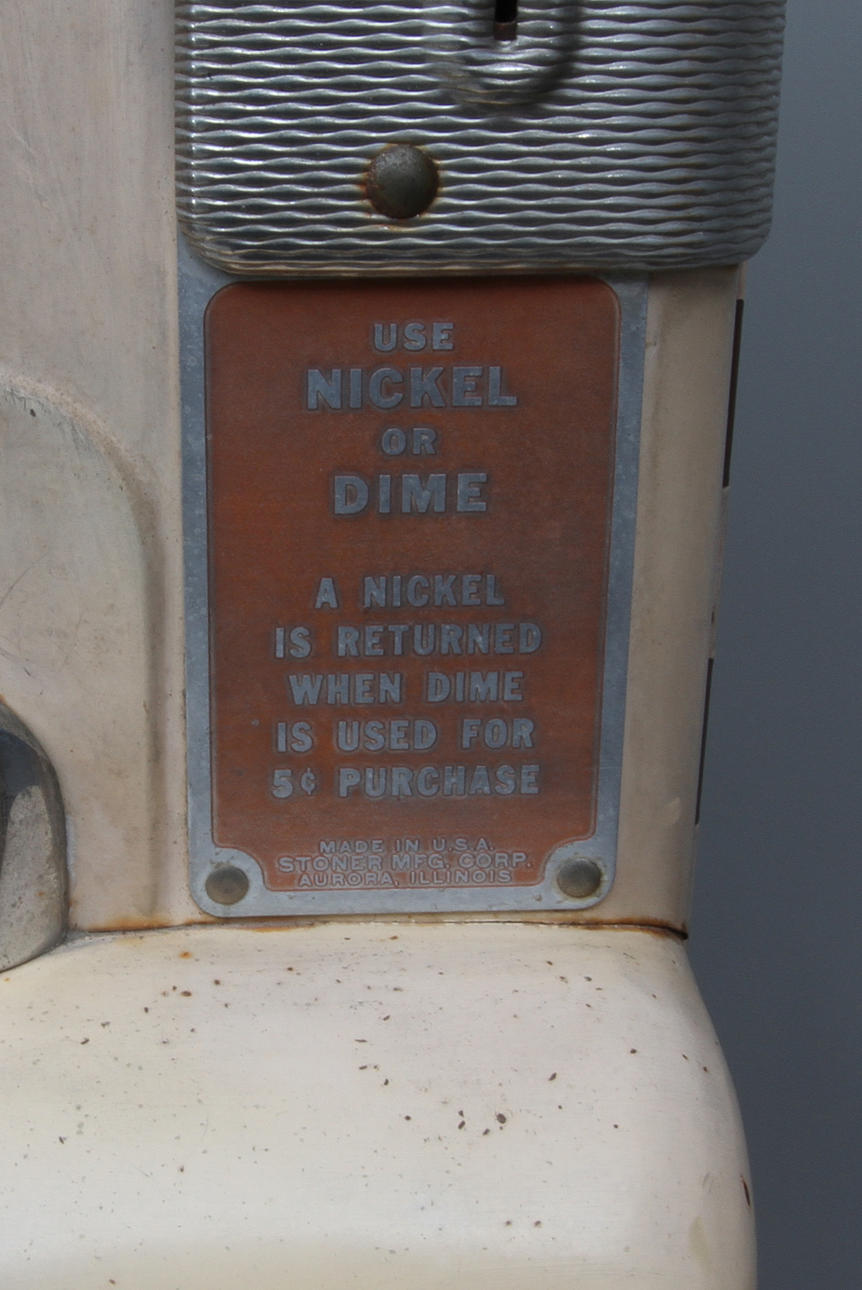 USE
NICKEL
OR
DIME
A NICKEL
IS RETURNED
WHEN DIME
IS USED FOR
5¢ PURCHASE
MADE IN U.S.A.
STONER MFG. CORP.
AURORA, ILLINOIS